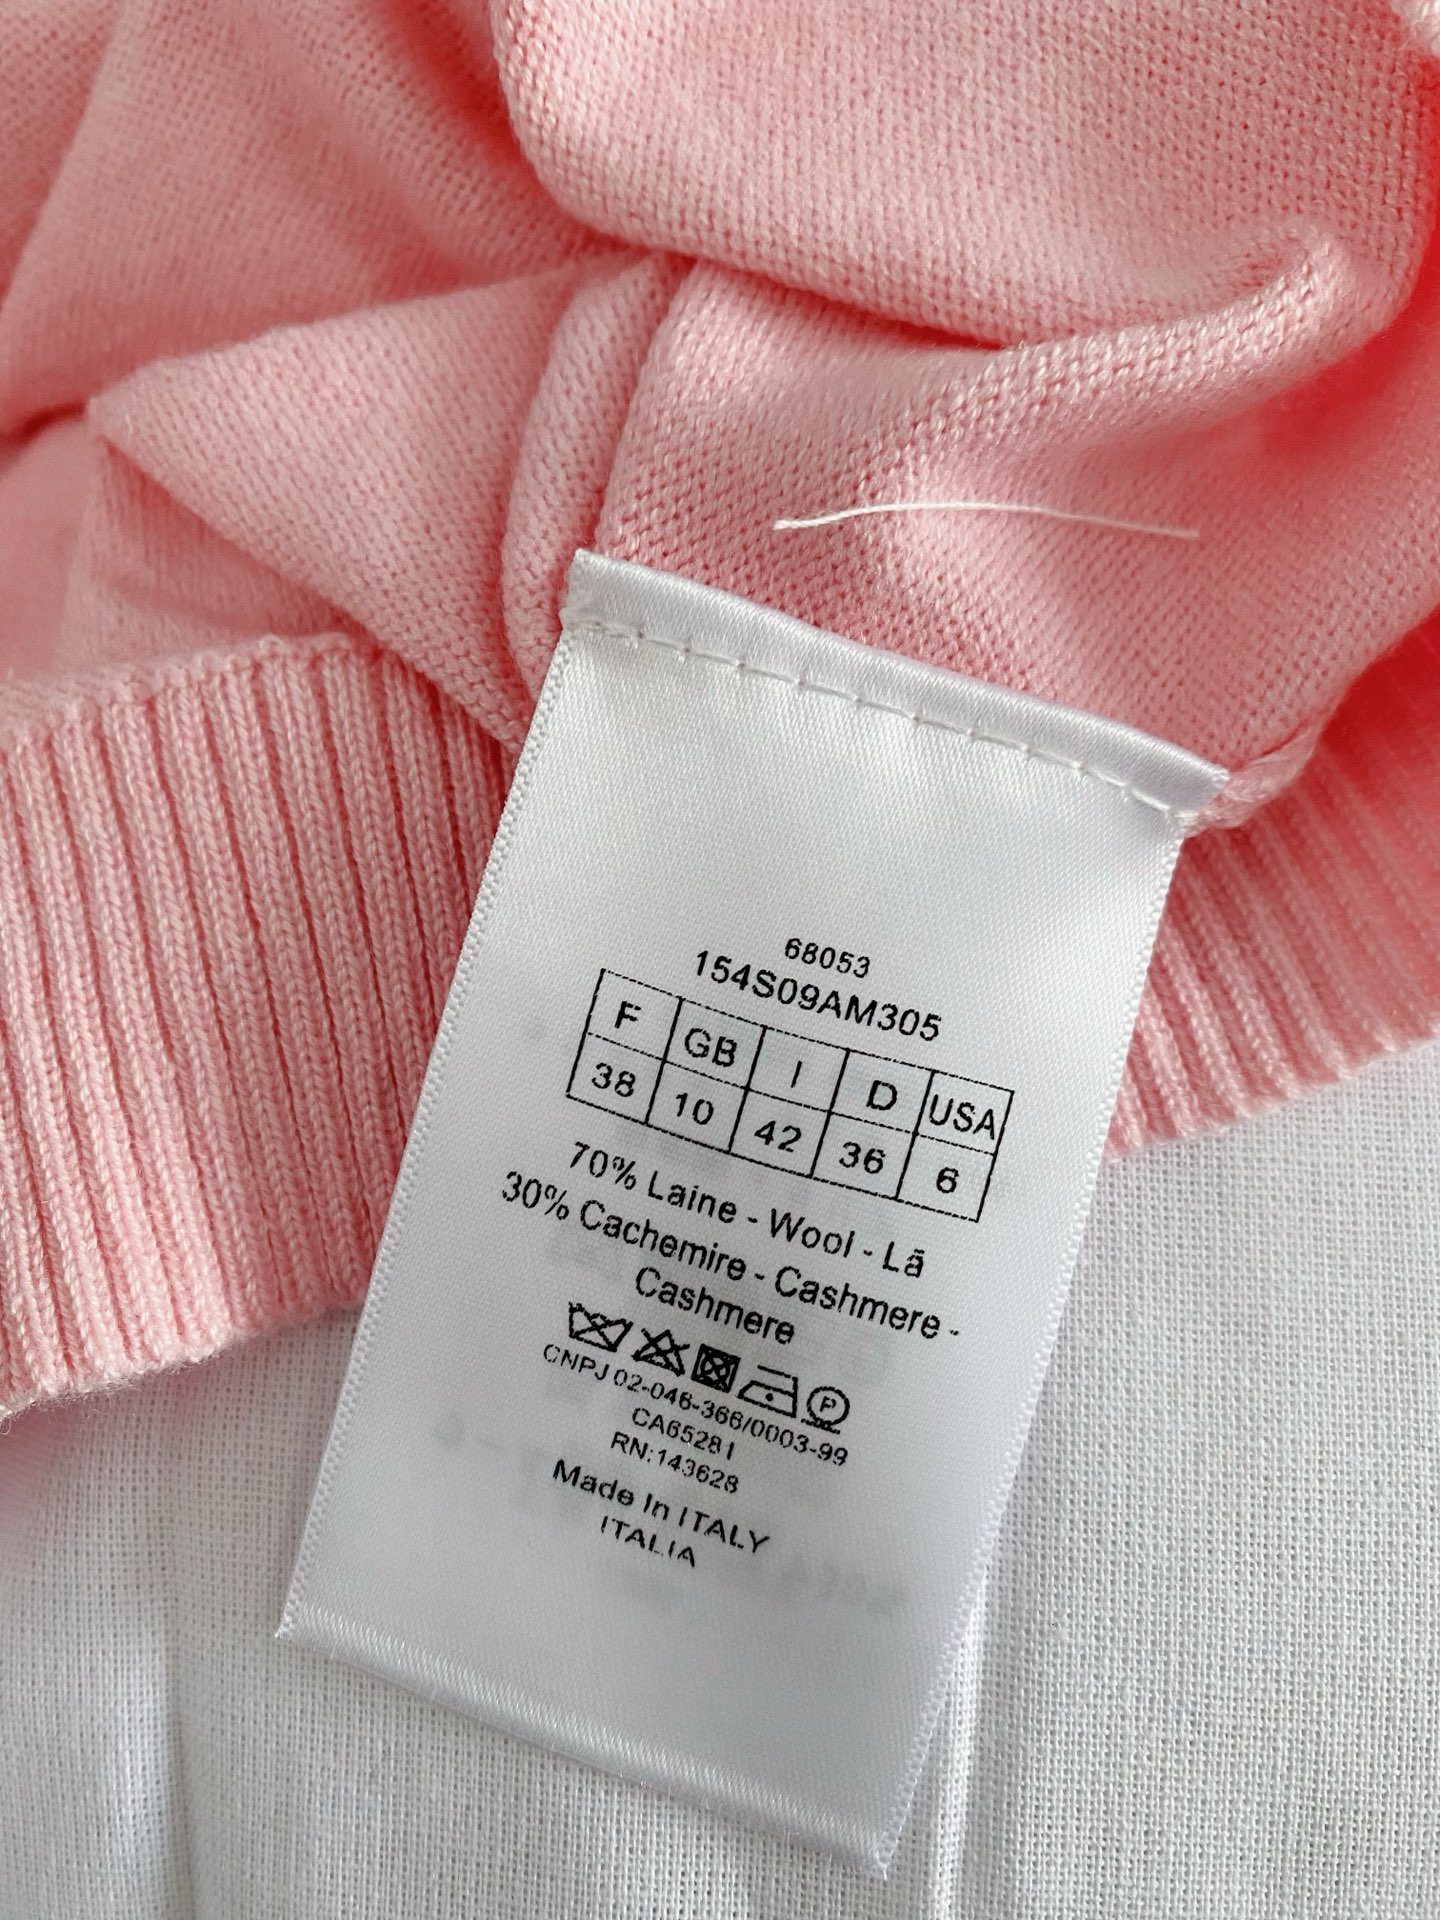 68053
154S09AM305
F GB I D USA
38 10 42 36 6
70% Laine - Wool - Lã
30% Cachemire - Cashmere -
Cashmere
P
CNPJ 02-046-366/0003-99
CA65281
RN:143628
Made In ITALY
ITALIA